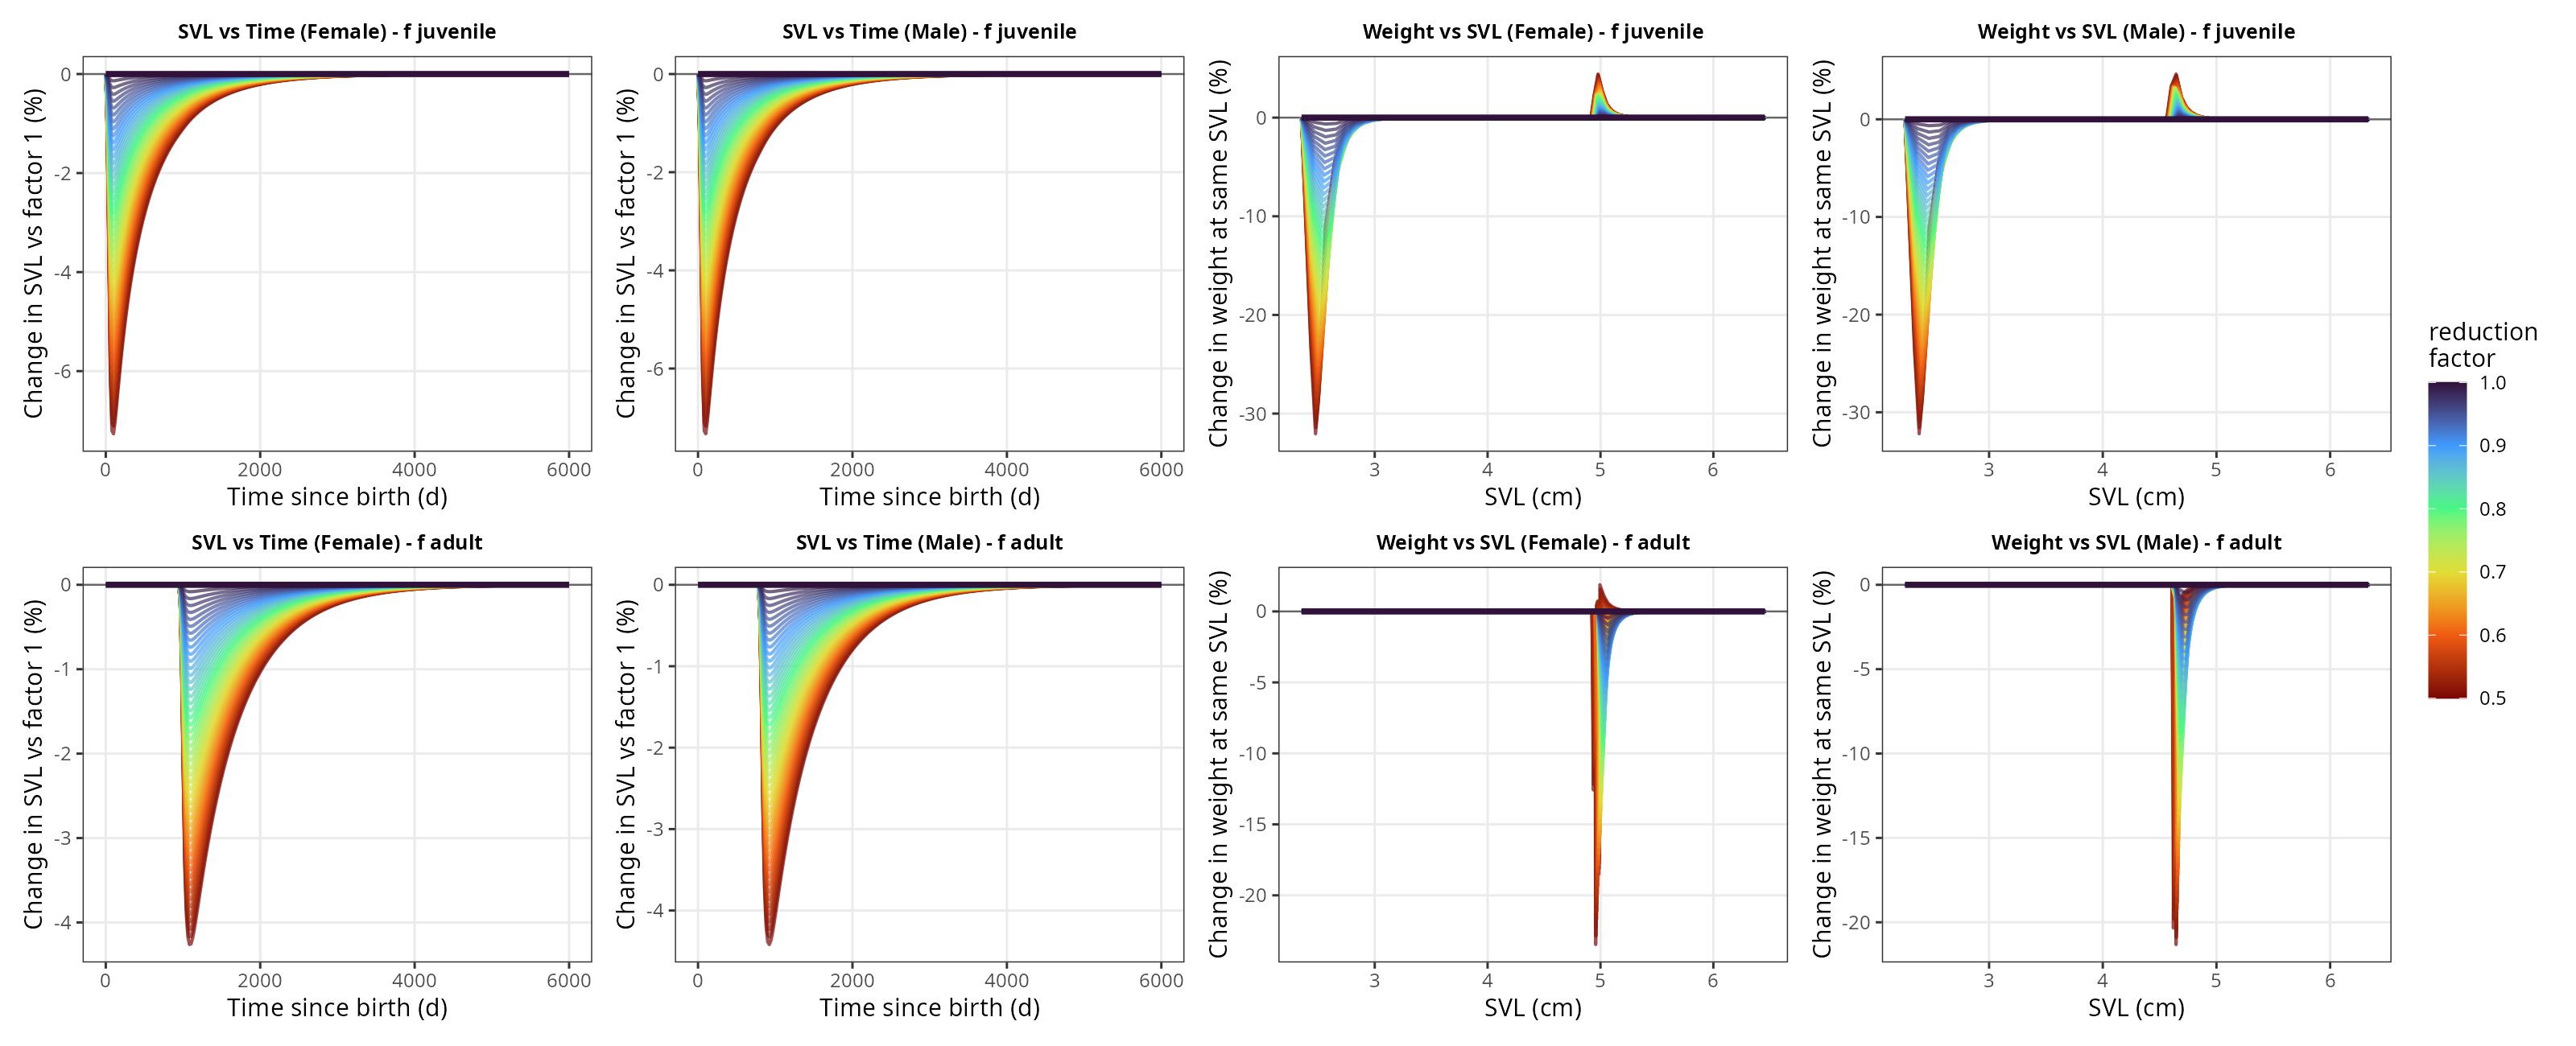 SVL vs Time (Female) - f juvenile
Change in SVL vs factor 1 (%)
0
-2
-4
-6
0 2000 4000 6000
Time since birth (d)
SVL vs Time (Male) - f juvenile
Change in SVL vs factor 1 (%)
0
-2
-4
-6
0 2000 4000 6000
Time since birth (d)
Weight vs SVL (Female) - f juvenile
Change in weight at same SVL (%)
0
-10
-20
-30
3 4 5 6
SVL (cm)
Weight vs SVL (Male) - f juvenile
Change in weight at same SVL (%)
0
-10
-20
-30
3 4 5 6
SVL (cm)
SVL vs Time (Female) - f adult
Change in SVL vs factor 1 (%)
0
-1
-2
-3
-4
0 2000 4000 6000
Time since birth (d)
SVL vs Time (Male) - f adult
Change in SVL vs factor 1 (%)
0
-1
-2
-3
-4
0 2000 4000 6000
Time since birth (d)
Weight vs SVL (Female) - f adult
Change in weight at same SVL (%)
0
-5
-10
-15
-20
3 4 5 6
SVL (cm)
Weight vs SVL (Male) - f adult
Change in weight at same SVL (%)
0
-5
-10
-15
-20
3 4 5 6
SVL (cm)
reduction
factor
1.0
0.9
0.8
0.7
0.6
0.5